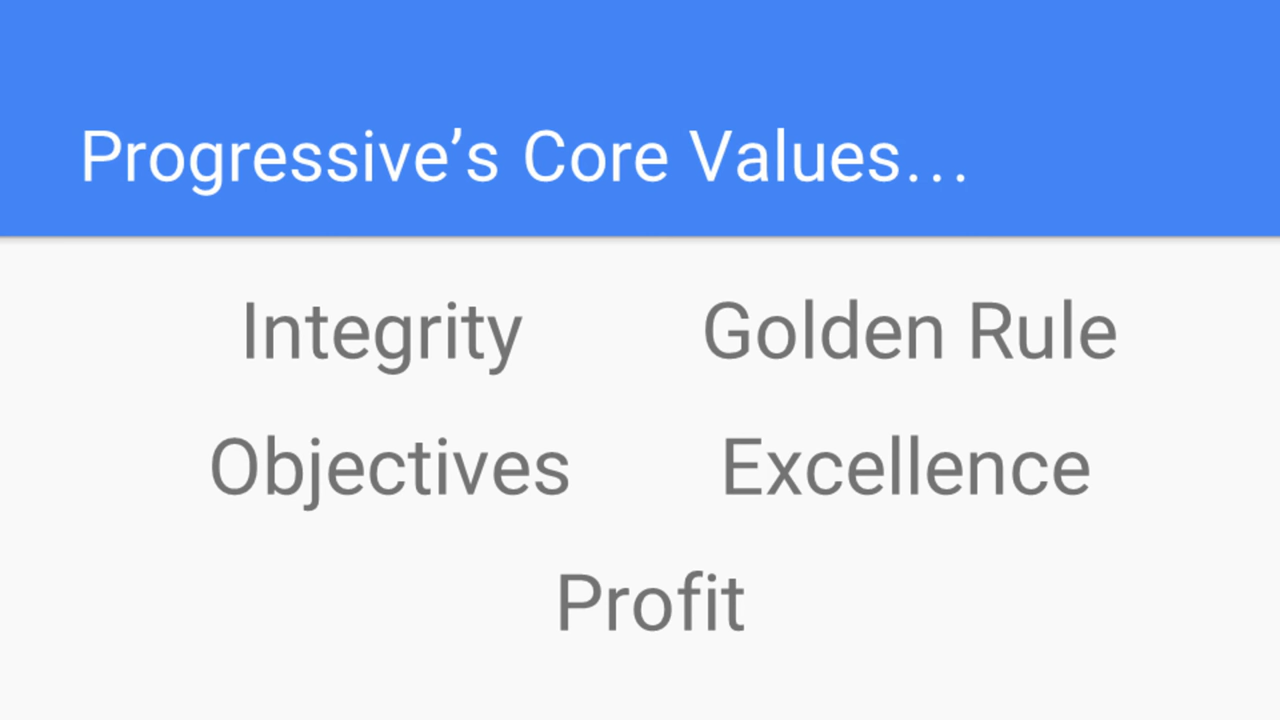 Progressive’s Core Values…
Integrity Golden Rule
Objectives Excellence
Profit